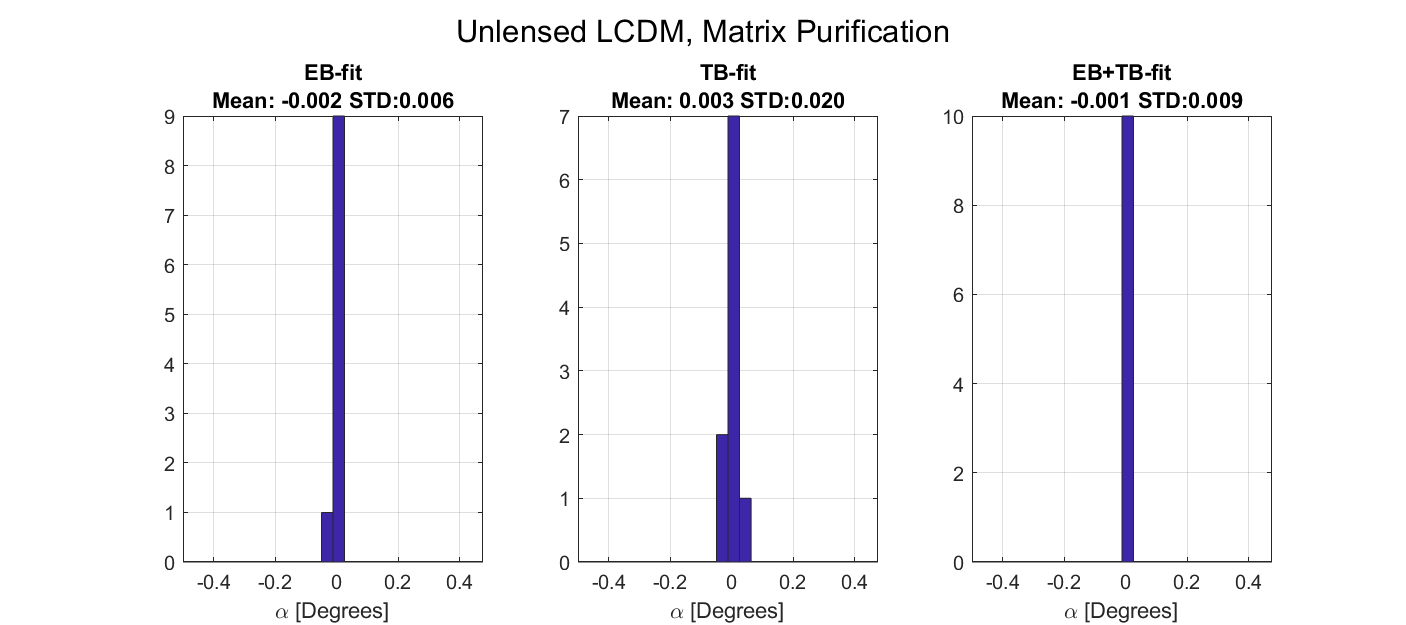 Unlensed LCDM, Matrix Purification
EB-fit
Mean: -0.002 STD:0.006
9
8
7
6
5
4
3
2
1
0
-0.4 -0.2 0 0.2 0.4
α [Degrees]
TB-fit
Mean: 0.003 STD:0.020
7
6
5
4
3
2
1
0
-0.4 -0.2 0 0.2 0.4
α [Degrees]
EB+TB-fit
Mean: -0.001 STD:0.009
10
8
6
4
2
0
-0.4 -0.2 0 0.2 0.4
α [Degrees]